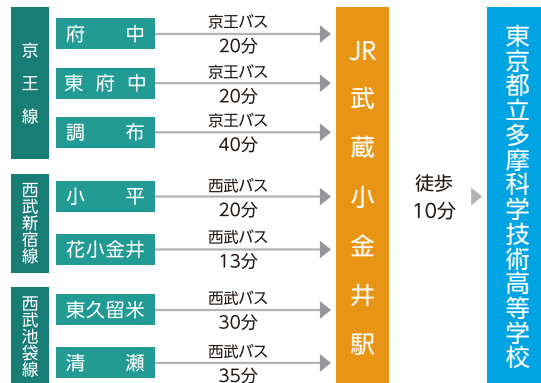 京王線
府中
京王バス
20分
東府中
京王バス
20分
調布
京王バス
40分
西武新宿線
小平
西武バス
20分
花小金井
西武バス
13分
西武池袋線
東久留米
西武バス
30分
清瀬
西武バス
35分
JR武蔵小金井駅
徒歩
10分
東京都立多摩科学技術高等学校